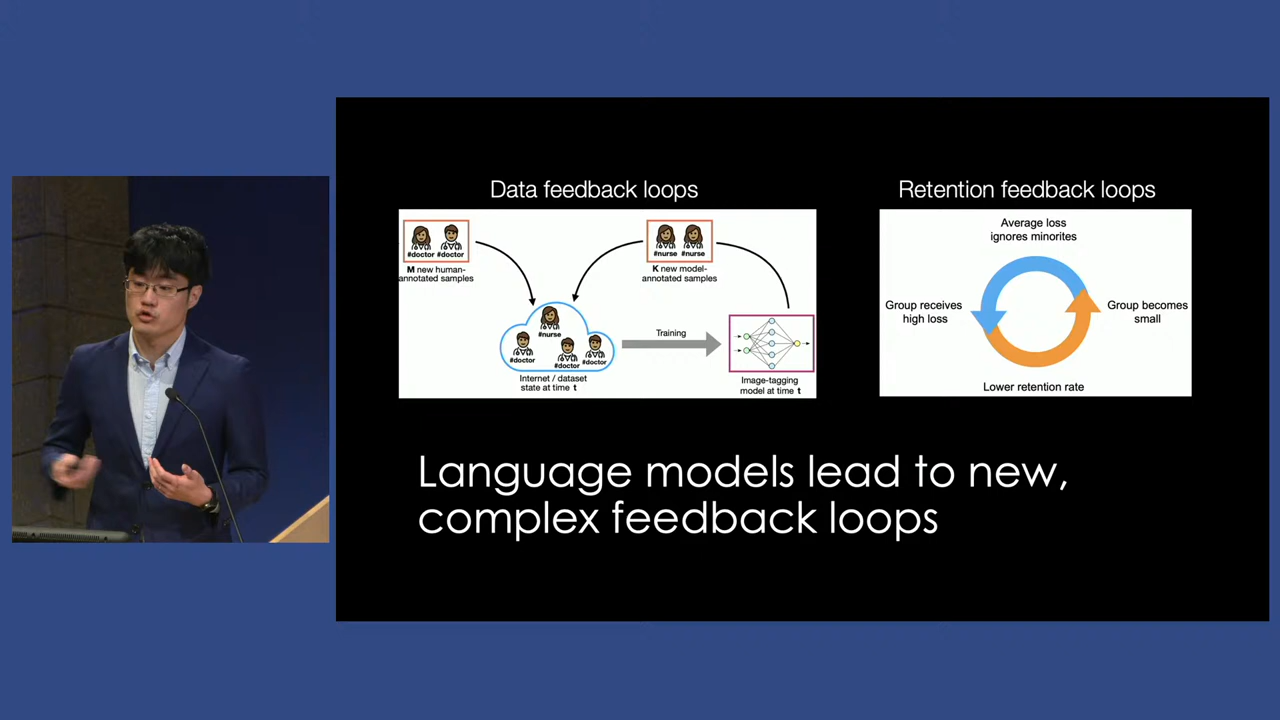 Data feedback loops
#doctor #doctor
M new human-
annotated samples
#nurse #nurse
K new model-
annotated samples
#nurse
#doctor
#doctor
#doctor
Internet / dataset
state at time t
Training
Image-tagging
model at time t
Retention feedback loops
Average loss
ignores minorites
Group receives
high loss
Group becomes
small
Lower retention rate
Language models lead to new,
complex feedback loops